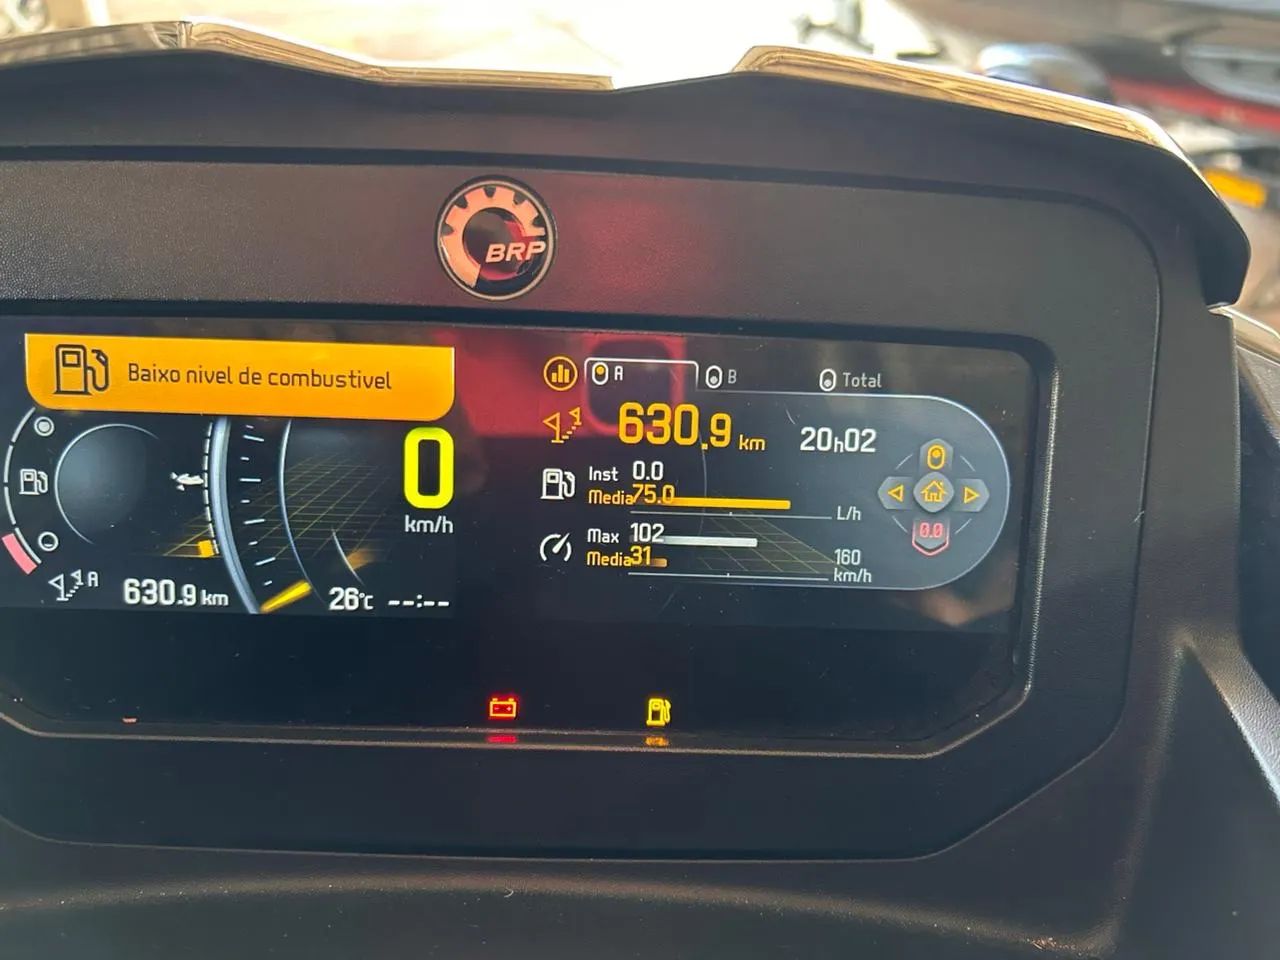 BRP
Baixo nivel de combustivel
0
km/h
A
630.9 km
26°C --:--
A
B
Total
630.9 km
20h02
Inst 0.0
Media 75.0
L/h
Max 102
Media 31
160
km/h
0.0